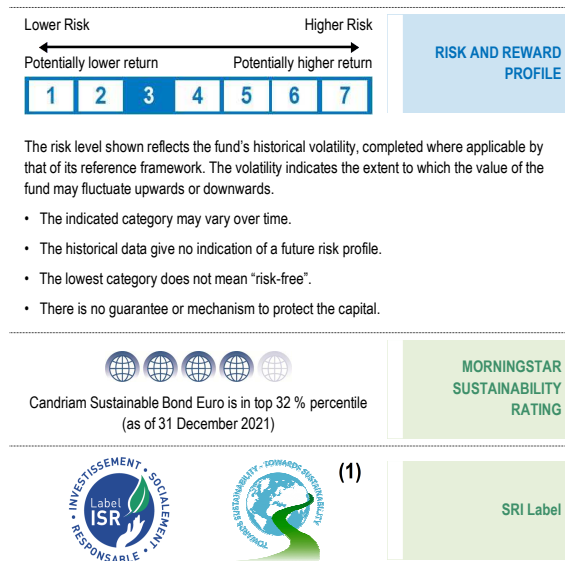 Lower Risk Higher Risk
Potentially lower return Potentially higher return
1 2 3 4 5 6 7
RISK AND REWARD
PROFILE
The risk level shown reflects the fund's historical volatility, completed where applicable by
that of its reference framework. The volatility indicates the extent to which the value of the
fund may fluctuate upwards or downwards.
• The indicated category may vary over time.
• The historical data give no indication of a future risk profile.
• The lowest category does not mean “risk-free”.
• There is no guarantee or mechanism to protect the capital.
Candriam Sustainable Bond Euro is in top 32 % percentile
(as of 31 December 2021)
MORNINGSTAR
SUSTAINABILITY
RATING
• INVESTISSEMENT • SOCIALEMENT • RESPONSABLE
Label
ISR
TOWARDS SUSTAINABILITY - TOWARDS SUSTAINABILITY
TOWARDS SUSTAINABILITY
(1)
SRI Label